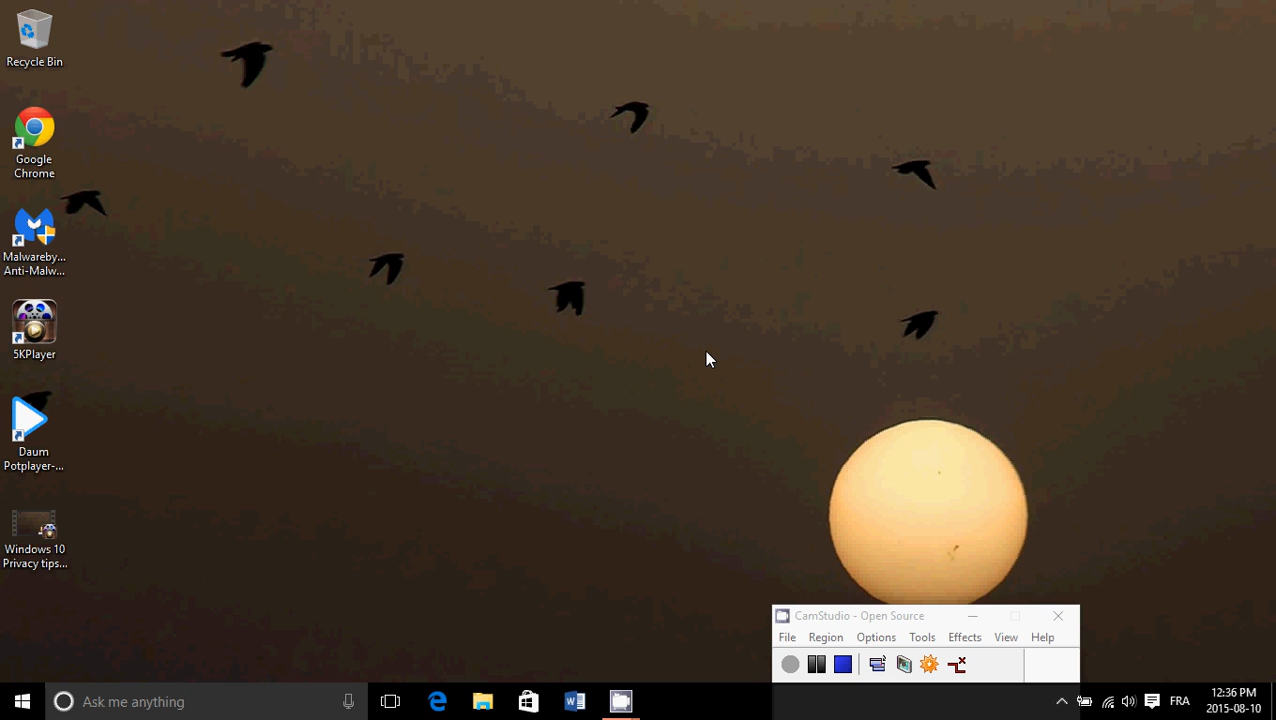 Recycle Bin
Google
Chrome
Malwareby...
Anti-Malw...
5KPlayer
Daum
Potplayer-...
Windows 10
Privacy tips...
CamStudio - Open Source
File Region Options Tools Effects View Help
Ask me anything
FRA
12:36 PM
2015-08-10